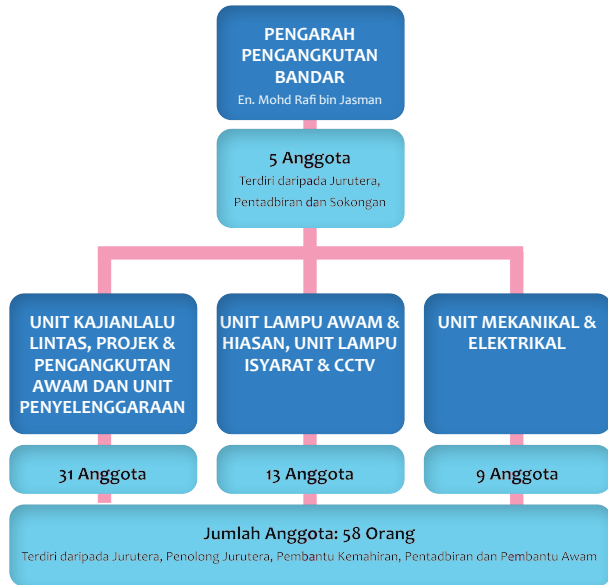 PENGARAH
PENGANGKUTAN
BANDAR
En. Mohd Rafi bin Jasman
5 Anggota
Terdiri daripada Jurutera,
Pentadbiran dan Sokongan
UNIT KAJIANLALU
LINTAS, PROJEK &
PENGANGKUTAN
AWAM DAN UNIT
PENYELENGGARAAN
UNIT LAMPU AWAM &
HIASAN, UNIT LAMPU
ISYARAT & CCTV
UNIT MEKANIKAL &
ELEKTRIKAL
31 Anggota
13 Anggota
9 Anggota
Jumlah Anggota: 58 Orang
Terdiri daripada Jurutera, Penolong Jurutera, Pembantu Kemahiran, Pentadbiran dan Pembantu Awam